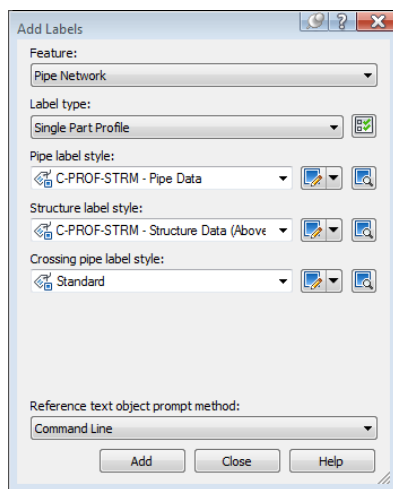 Add Labels
?
Feature:
Pipe Network
Label type:
Single Part Profile
Pipe label style:
C-PROF-STRM - Pipe Data
Structure label style:
C-PROF-STRM - Structure Data (Above
Crossing pipe label style:
Standard
Reference text object prompt method:
Command Line
Add Close Help